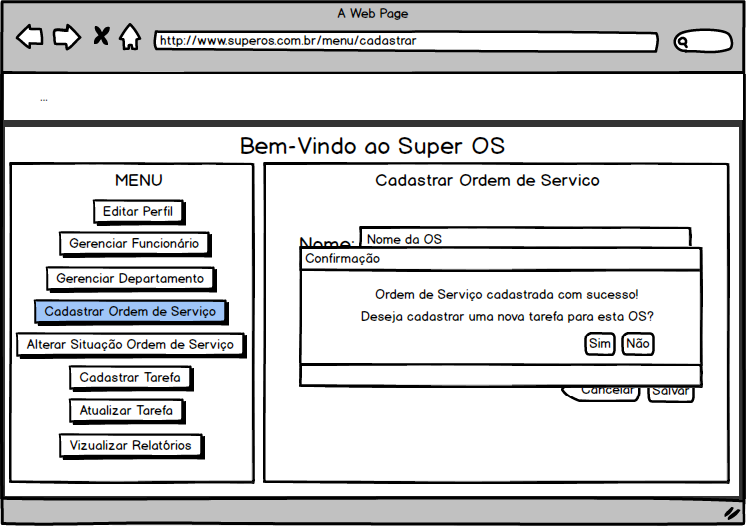 A Web Page
http://www.superos.com.br/menu/cadastrar
...
Bem-Vindo ao Super OS
MENU
Editar Perfil
Gerenciar Funcionário
Gerenciar Departamento
Cadastrar Ordem de Serviço
Alterar Situação Ordem de Serviço
Cadastrar Tarefa
Atualizar Tarefa
Vizualizar Relatórios
Cadastrar Ordem de Servico
Nome:
Nome da OS
Confirmação
Ordem de Serviço cadastrada com sucesso!
Deseja cadastrar uma nova tarefa para esta OS?
Sim
Não
Cancelar
Salvar